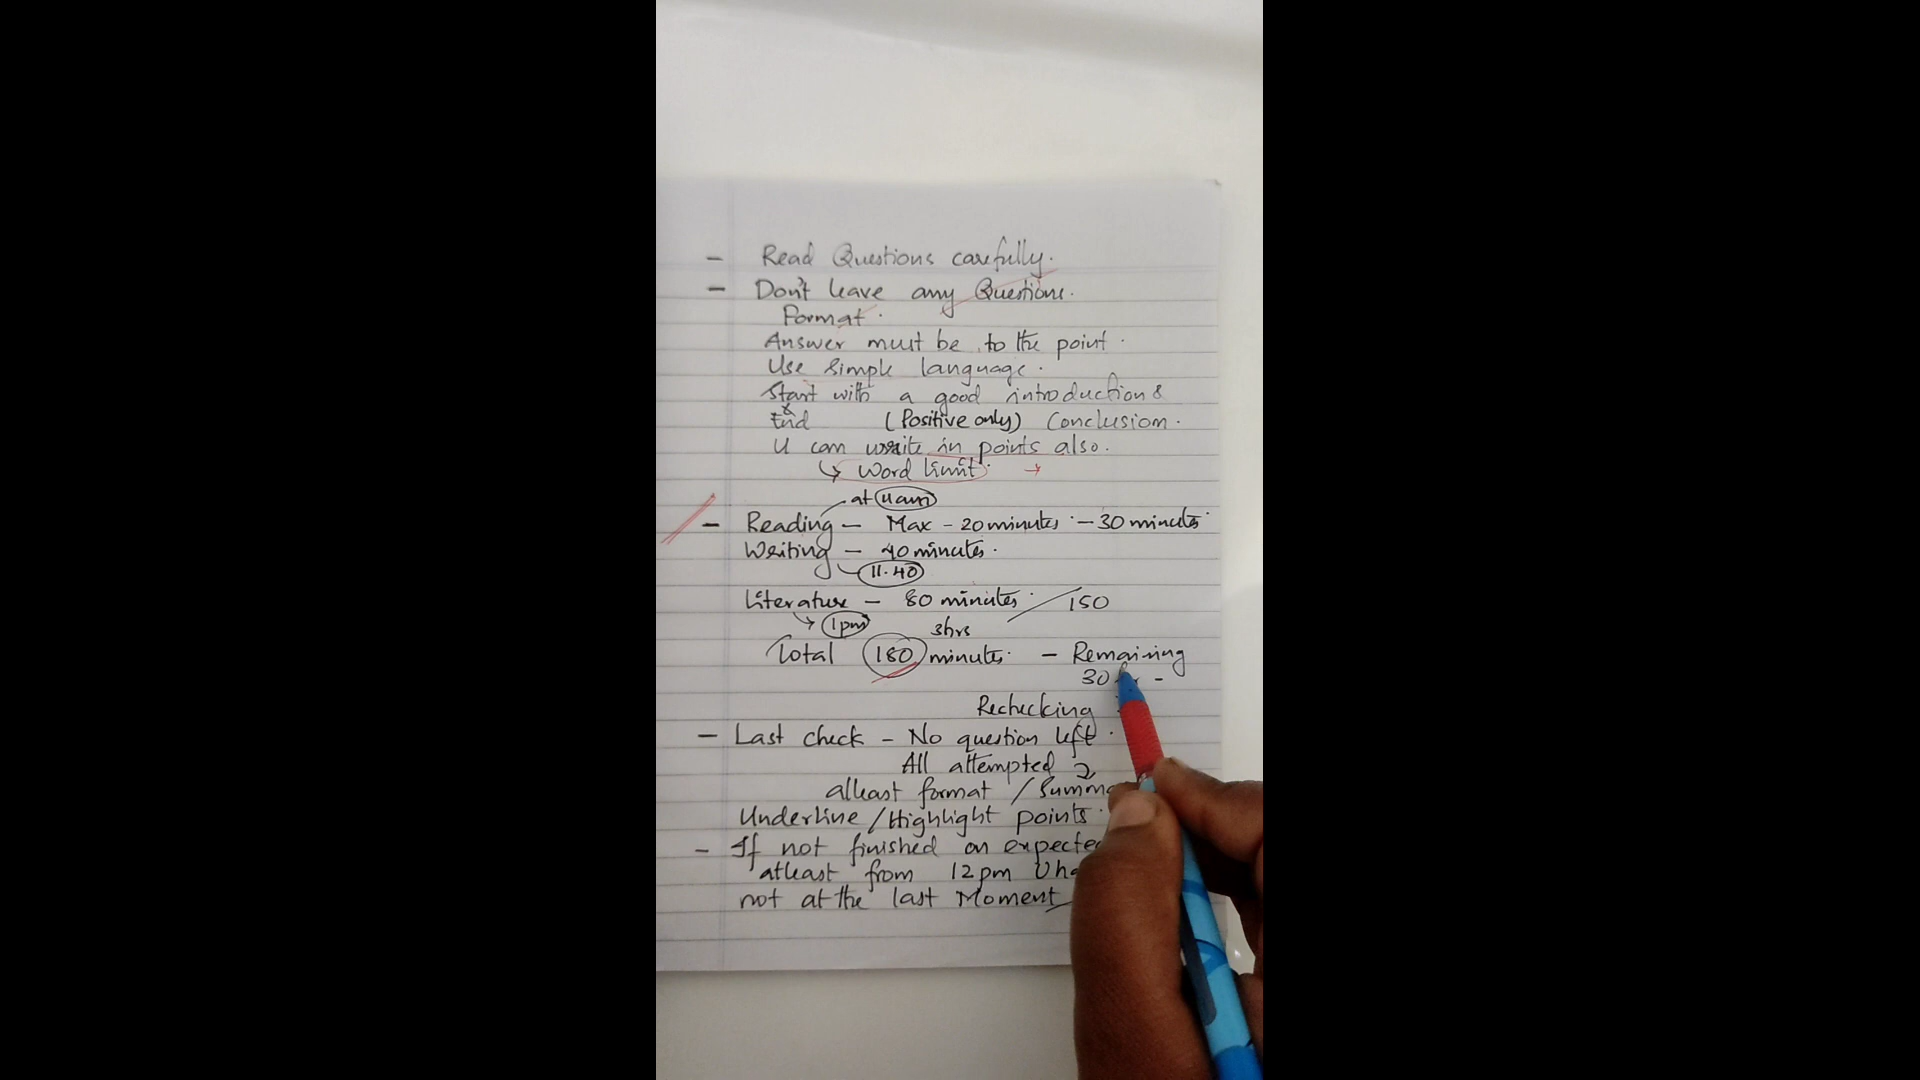 - Read Questions carefully.
- Don't leave any Questions.
Format.
Answer must be to the point.
Use simple language.
Start with a good introduction &
& End (Positive only) Conclusion.
U can write in points also.
↳ Word limit. →
at 11am
- Reading - Max - 20 minutes - 30 minutes
Writing - 40 minutes.
11.40
Literature - 80 minutes. / 150
→ 1pm 3hrs
Total 180 minutes. - Remaining
30 -
Rechecking
- Last check - No question left.
All attempted
atleast format /
Underline / Highlight points.
- If not finished on
atleast from 12pm
not at the last Moment